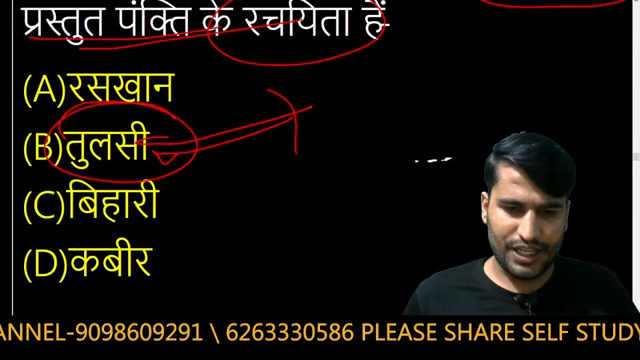 प्रस्तुत पंक्ति के रचयिता हैं
(A)रसखान
(B)तुलसी
(C)बिहारी
(D)कबीर
ANNEL-9098609291 \ 6263330586 PLEASE SHARE SELF STUDY